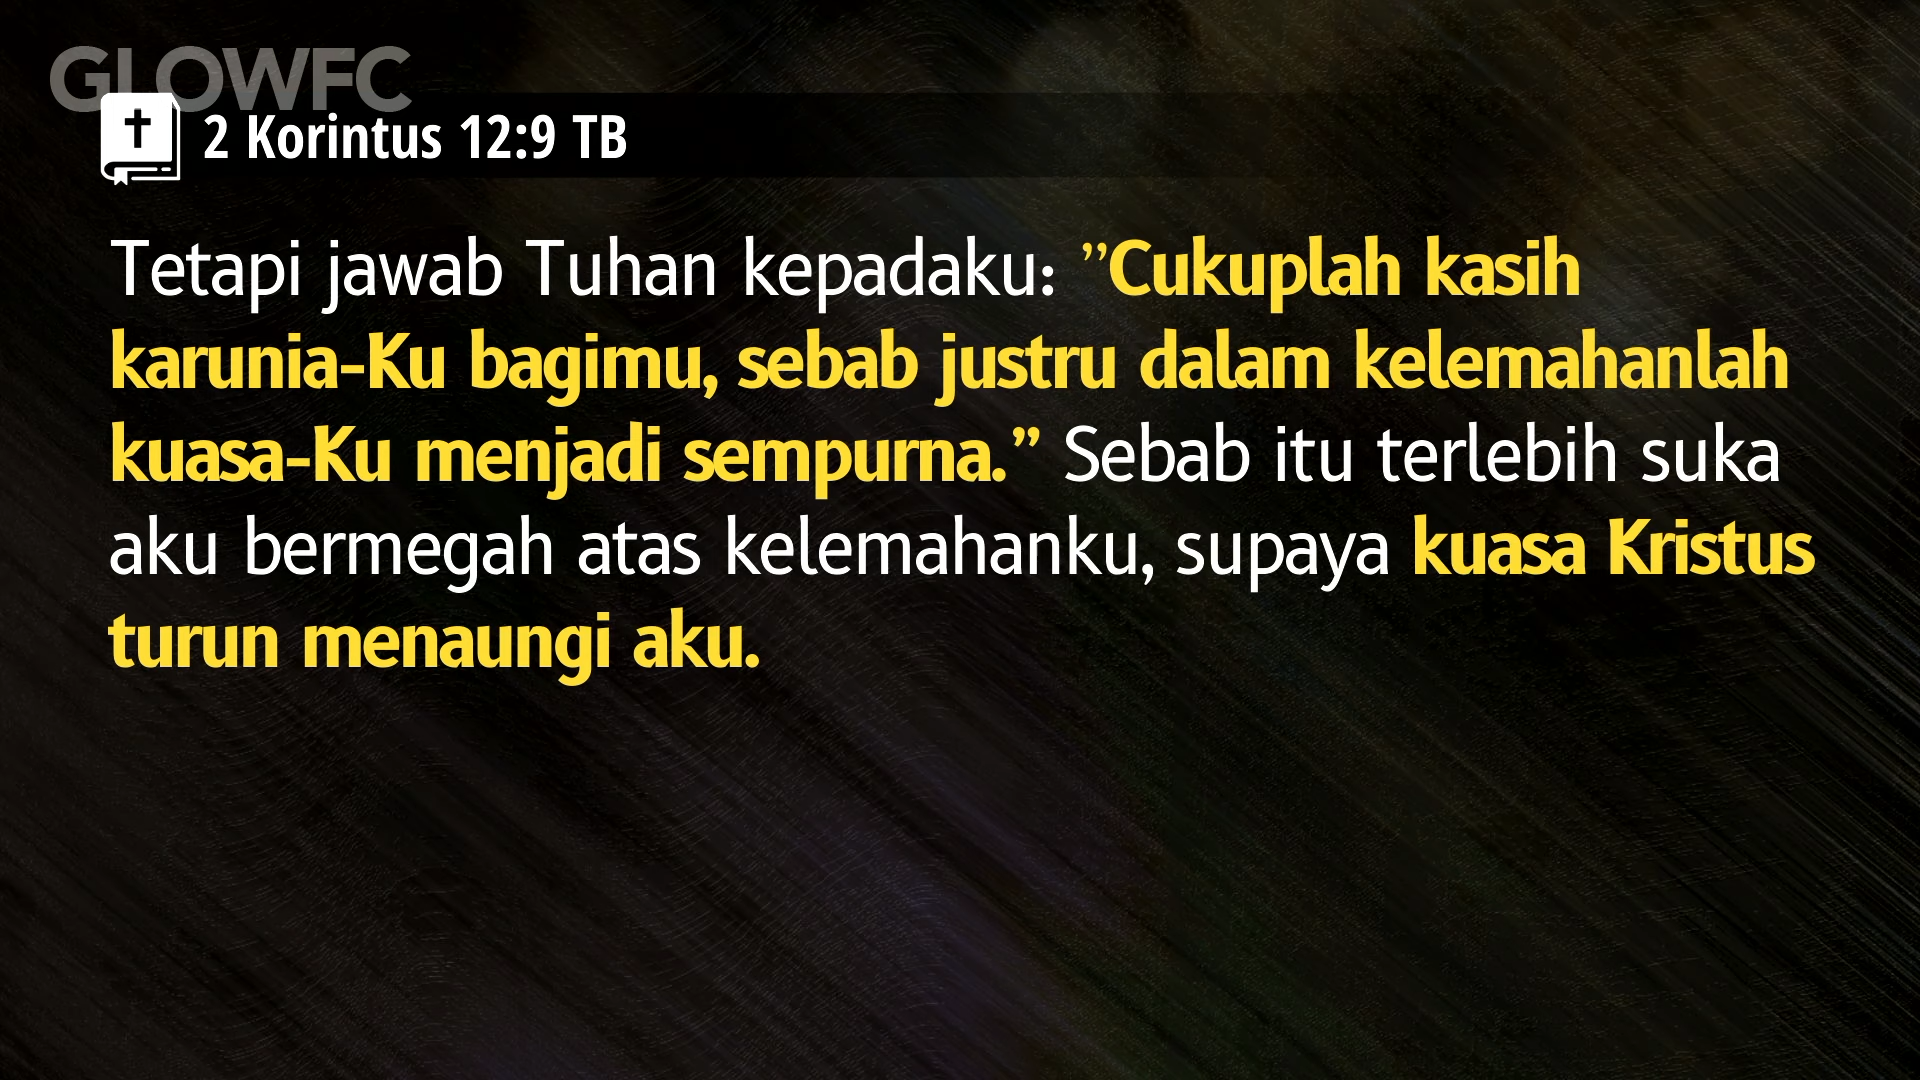 GLOWFC
2 Korintus 12:9 TB
Tetapi jawab Tuhan kepadaku: ”Cukuplah kasih
karunia-Ku bagimu, sebab justru dalam kelemahanlah
kuasa-Ku menjadi sempurna.” Sebab itu terlebih suka
aku bermegah atas kelemahanku, supaya kuasa Kristus
turun menaungi aku.